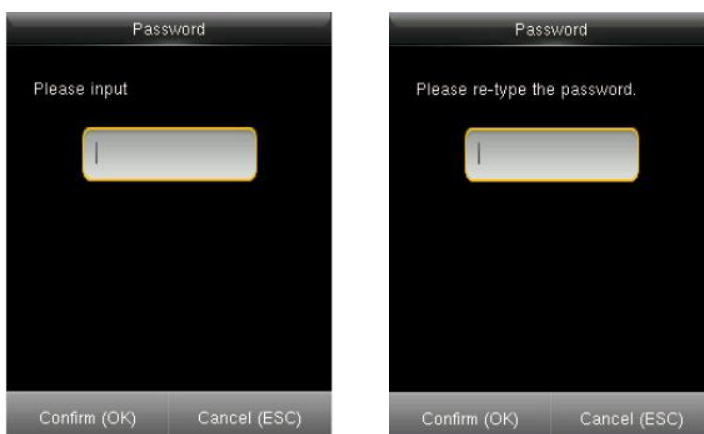 Password
Please input
Confirm (OK) Cancel (ESC)
Password
Please re-type the password.
Confirm (OK) Cancel (ESC)